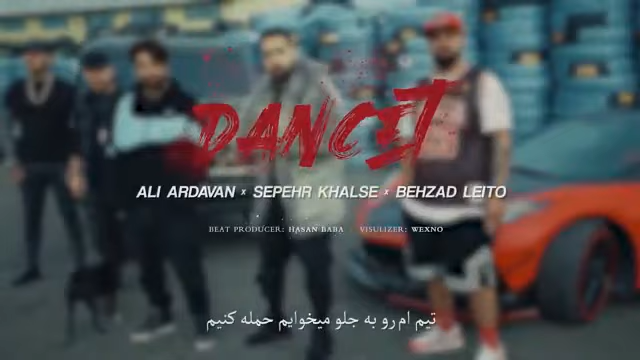 DANCET
ALI ARDAVAN x SEPEHR KHALSE x BEHZAD LEITO
BEAT PRODUCER: HASAN BABA VISULIZER: WEXNO
تیم ام رو به جلو میخوایم حمله کنیم